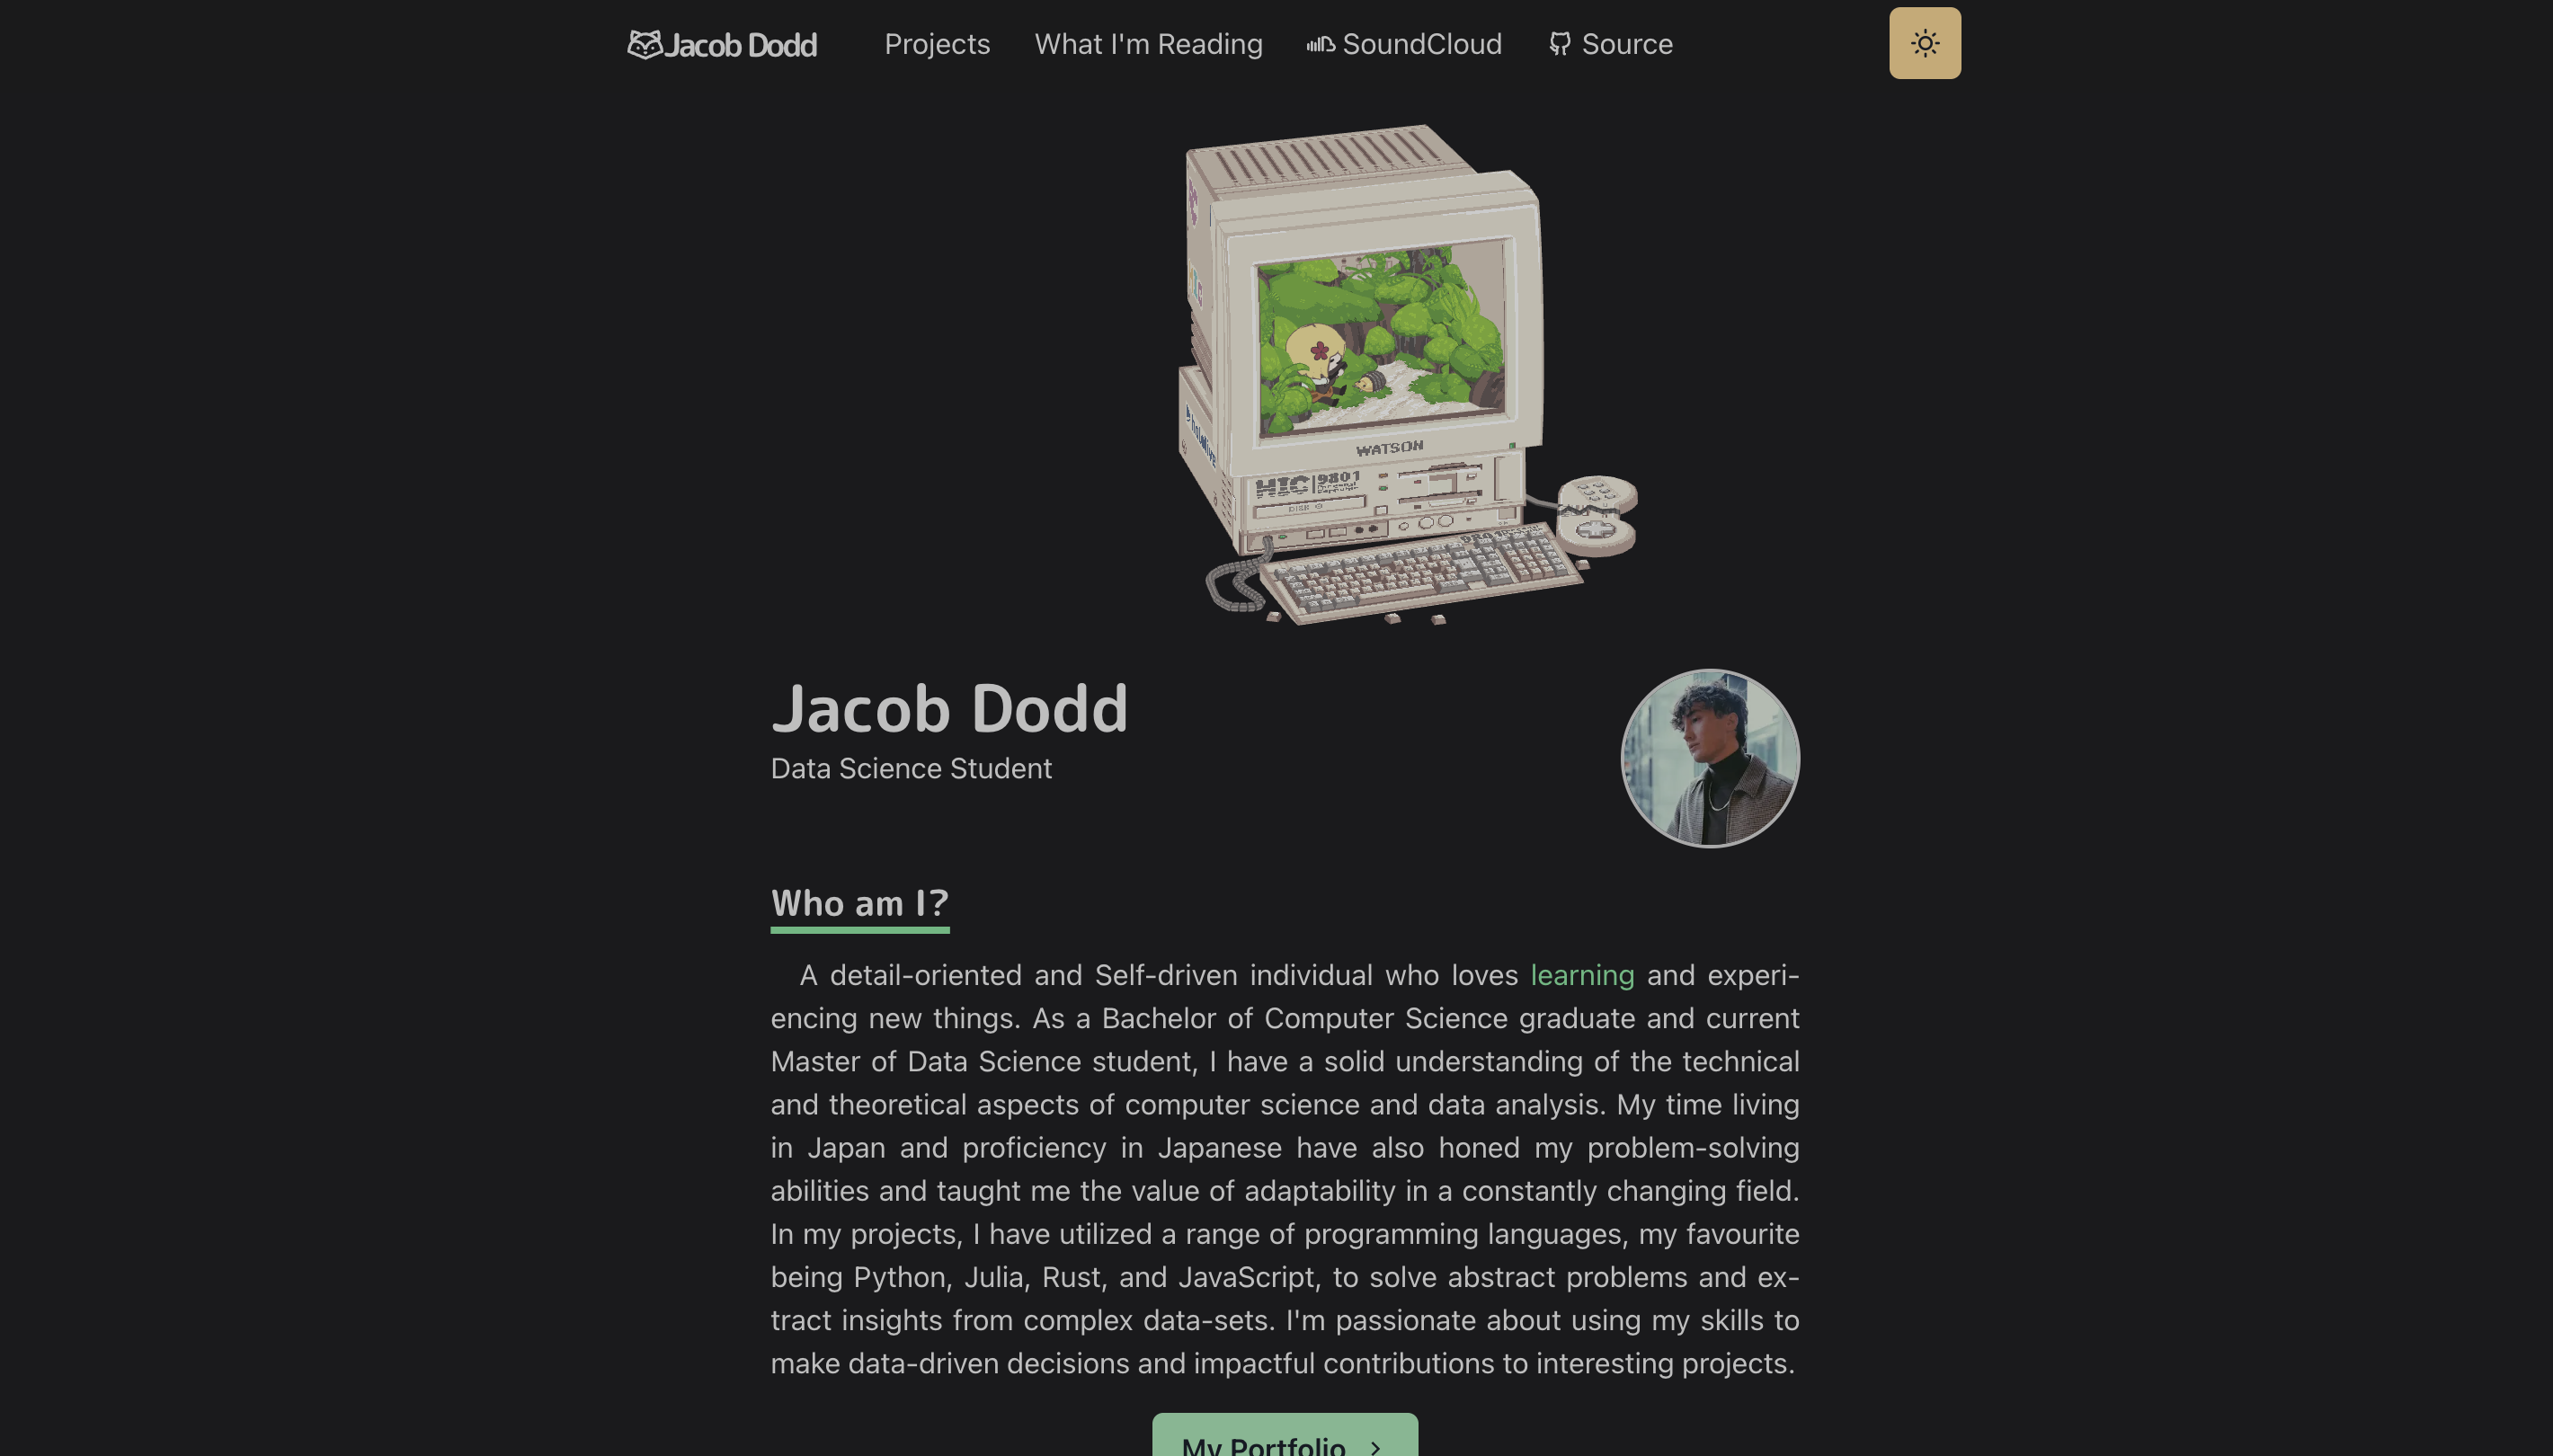 Jacob Dodd
Projects
What I'm Reading
SoundCloud
Source
WATSON
9801
DISK
Jacob Dodd
Data Science Student
Who am I?
A detail-oriented and Self-driven individual who loves learning and experi-
encing new things. As a Bachelor of Computer Science graduate and current
Master of Data Science student, I have a solid understanding of the technical
and theoretical aspects of computer science and data analysis. My time living
in Japan and proficiency in Japanese have also honed my problem-solving
abilities and taught me the value of adaptability in a constantly changing field.
In my projects, I have utilized a range of programming languages, my favourite
being Python, Julia, Rust, and JavaScript, to solve abstract problems and ex-
tract insights from complex data-sets. I'm passionate about using my skills to
make data-driven decisions and impactful contributions to interesting projects.
My Portfolio